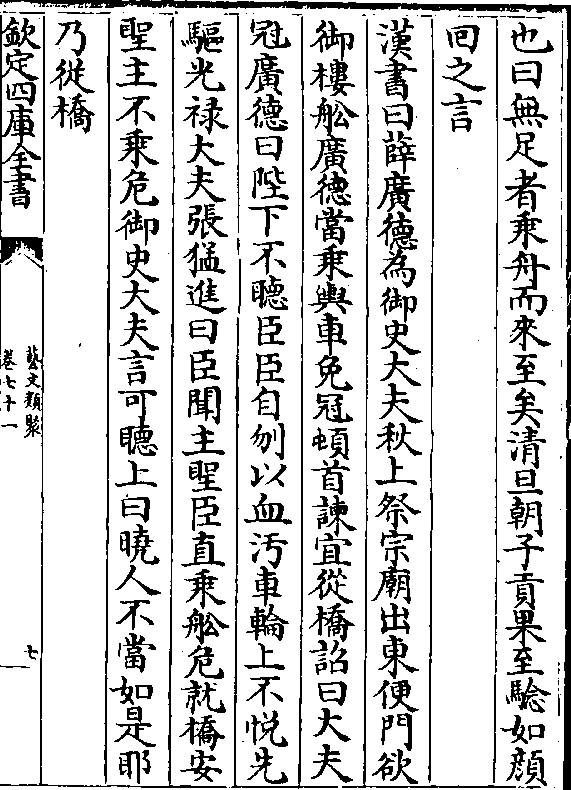 也曰無足者乘舟而來至矣清旦朝子貢果至驗如顔
回之言
漢書曰薛廣德為御史大夫秋上祭宗廟出東便門欲
御樓舩廣德當乘輿車免冠頓首諫宜從橋詔曰大夫
冠廣德曰陛下不聽臣臣自刎以血汚車輪上不悦先
驅光禄大夫張猛進曰臣聞主聖臣直乘舩危就橋安
聖主不乘危御史大夫言可聽上曰曉人不當如是耶
乃從橋
欽定四庫全書
藝文類聚
卷七十一
七